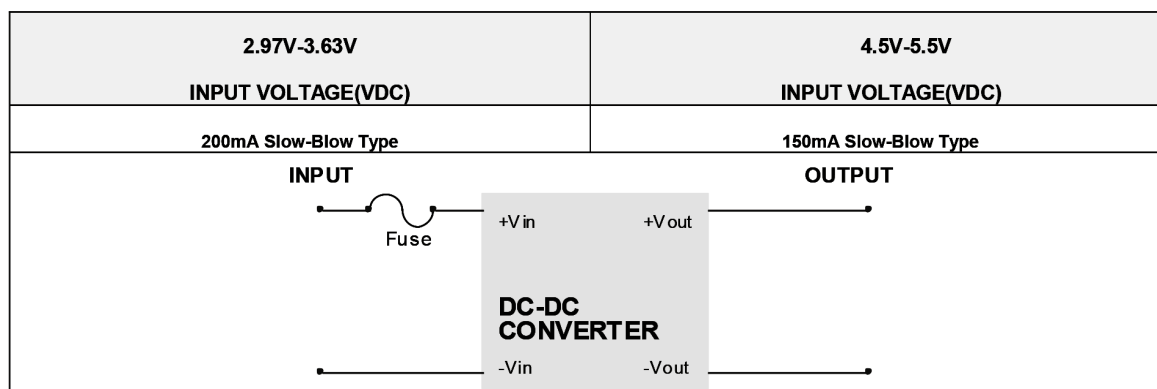 2.97V-3.63V
INPUT VOLTAGE(VDC)
4.5V-5.5V
INPUT VOLTAGE(VDC)
200mA Slow-Blow Type
150mA Slow-Blow Type
INPUT
OUTPUT
Fuse
+Vin
+Vout
DC-DC
CONVERTER
-Vin
-Vout